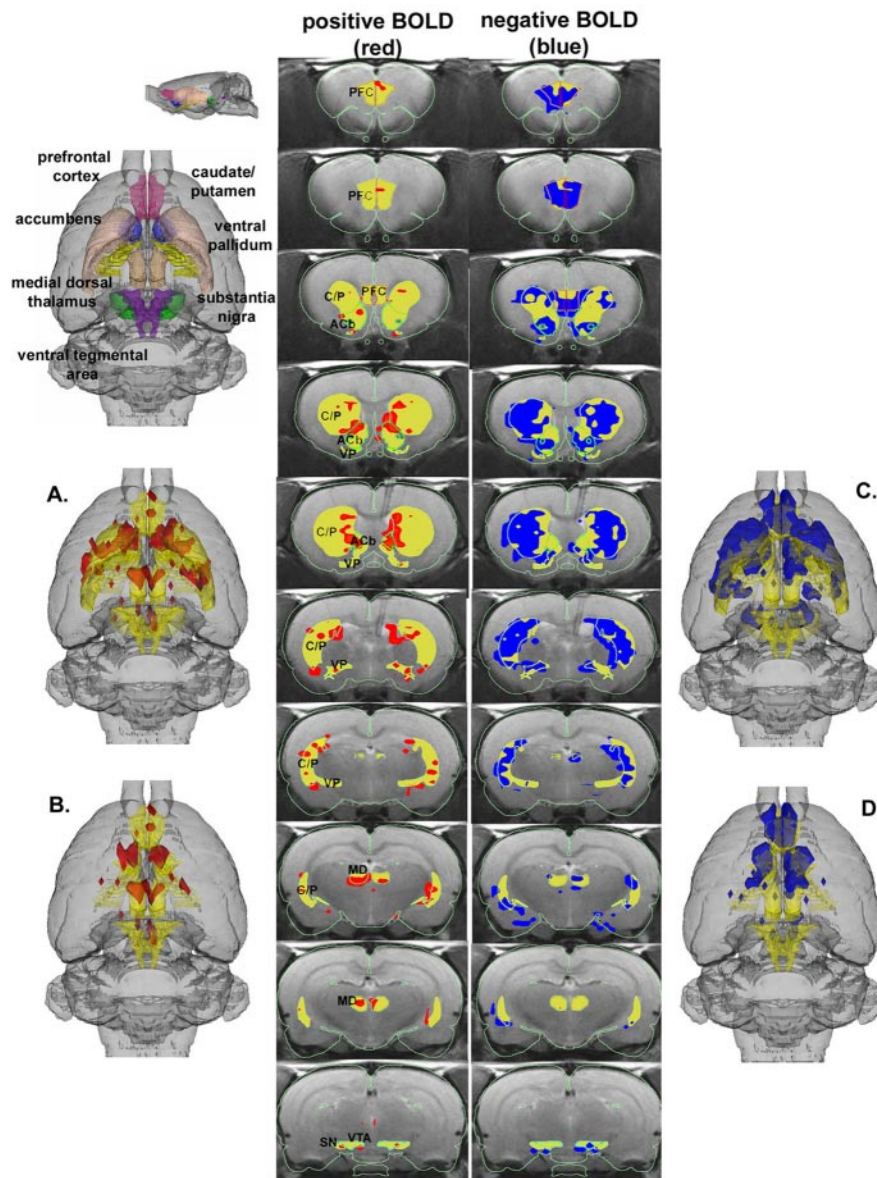 positive BOLD
(red)
negative BOLD
(blue)
prefrontal
cortex
caudate/
putamen
accumbens
ventral
pallidum
medial dorsal
thalamus
substantia
nigra
ventral tegmental
area
PFC
PFC
C/P
PFC
ACb
C/P
ACb
VP
A.
C.
C/P
ACb
VP
C/P
VP
B.
D.
C/P
VP
MD
C/P
MD
SN
VTA